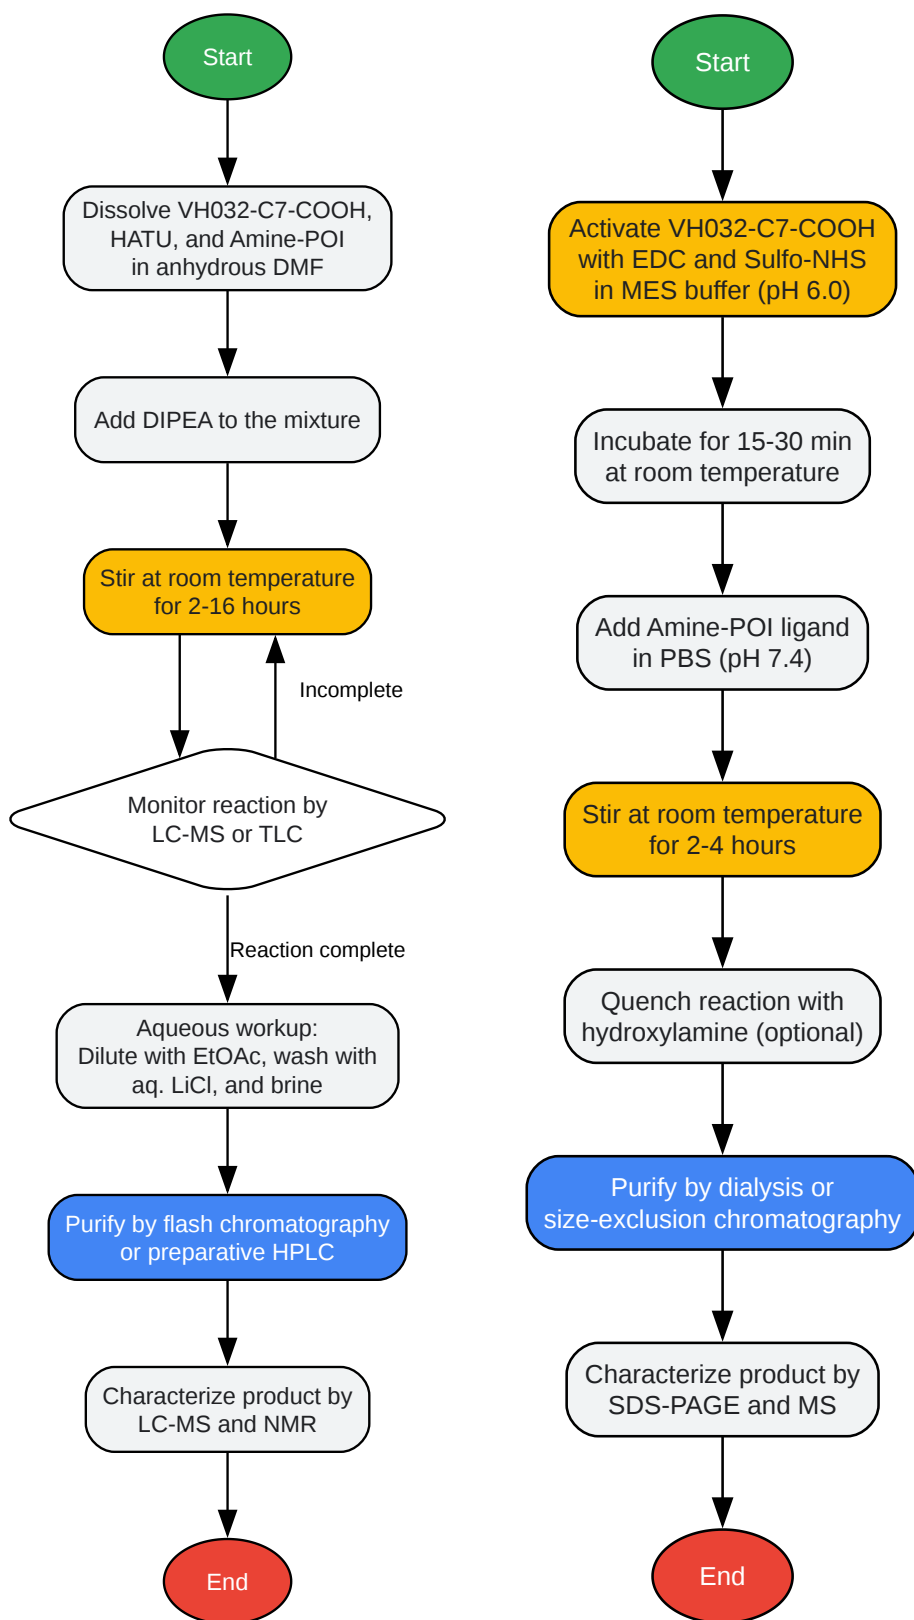 Start
Dissolve VH032-C7-COOH,
HATU, and Amine-POI
in anhydrous DMF
Add DIPEA to the mixture
Stir at room temperature
for 2-16 hours
Incomplete
Monitor reaction by
LC-MS or TLC
Reaction complete
Aqueous workup:
Dilute with EtOAc, wash with
aq. LiCl, and brine
Purify by flash chromatography
or preparative HPLC
Characterize product by
LC-MS and NMR
End
Start
Activate VH032-C7-COOH
with EDC and Sulfo-NHS
in MES buffer (pH 6.0)
Incubate for 15-30 min
at room temperature
Add Amine-POI ligand
in PBS (pH 7.4)
Stir at room temperature
for 2-4 hours
Quench reaction with
hydroxylamine (optional)
Purify by dialysis or
size-exclusion chromatography
Characterize product by
SDS-PAGE and MS
End